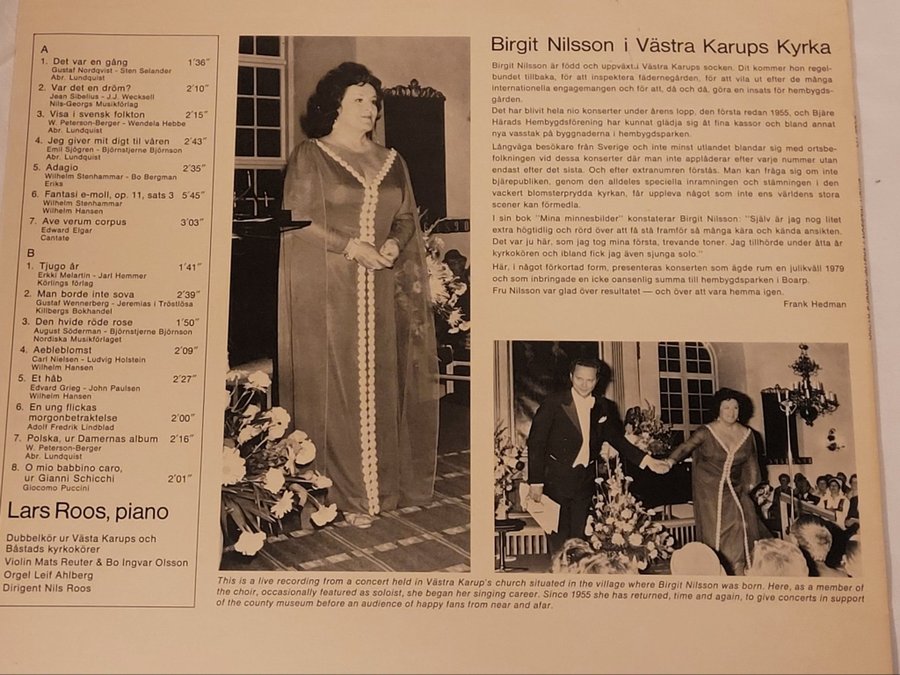 A
1. Det var en gång 1'36"
Gustaf Nordqvist - Sten Selander
Abr. Lundquist
2. Var det en dröm? 2'10"
Jean Sibelius - J.J. Wecksell
Nils-Georgs Musikförlag
3. Visa i svensk folkton 2'15"
W. Peterson-Berger - Wendela Hebbe
Abr. Lundquist
4. Jeg giver mit digt til våren 2'43"
Emil Sjögren - Björnstjerne Björnson
Abr. Lundquist
5. Adagio 2'35"
Wilhelm Stenhammar - Bo Bergman
Eriks
6. Fantasi e-moll, op. 11, sats 3 5'45"
Wilhelm Stenhammar
Wilhelm Hansen
7. Ave verum corpus 3'03"
Edward Elgar
Cantate
B
1. Tjugo år 1'41"
Erkki Melartin - Jarl Hemmer
Körlings förlag
2. Man borde inte sova 2'39"
Gustaf Wennerberg - Jeremias i Tröstlösa
Killbergs Bokhandel
3. Den hvide röde rose 1'50"
August Söderman - Björnstjerne Björnson
Nordiska Musikförlaget
4. Aebleblomst 2'09"
Carl Nielsen - Ludvig Holstein
Wilhelm Hansen
5. Et håb 2'27"
Edvard Grieg - John Paulsen
Wilhelm Hansen
6. En ung flickas
morgonbetraktelse 2'00"
Adolf Fredrik Lindblad
7. Polska, ur Damernas album 2'16"
W. Peterson-Berger
Abr. Lundquist
8. O mio babbino caro,
ur Gianni Schicchi 2'01"
Giocomo Puccini
Lars Roos, piano
Dubbelkör ur Västa Karups och
Båstads kyrkokörer
Violin Mats Reuter & Bo Ingvar Olsson
Orgel Leif Ahlberg
Dirigent Nils Roos
Birgit Nilsson i Västra Karups Kyrka
Birgit Nilsson är född och uppväxt i Västra Karups socken. Dit kommer hon regel-
bundet tillbaka, för att inspektera fädernegården, för att vila ut efter de många
internationella engagemangen och för att, då och då, göra en insats för hembygds-
gården.
Det har blivit hela nio konserter under årens lopp, den första redan 1955, och Bjäre
Härads Hembygdsförening har kunnat glädja sig åt fina kassor och bland annat
nya vasstak på byggnaderna i hembygdsparken.
Långväga besökare från Sverige och inte minst utlandet blandar sig med ortsbe-
folkningen vid dessa konserter där man inte applåderar efter varje nummer utan
endast efter det sista. Och efter extranumren förstås. Man kan fråga sig om inte
bjärepubliken, genom den alldeles speciella inramningen och stämningen i den
vackert blomsterprydda kyrkan, får uppleva något som inte ens världens stora
scener kan förmedla.
I sin bok "Mina minnesbilder" konstaterar Birgit Nilsson: "Själv är jag nog litet
extra högtidlig och rörd över att få stå framför så många kära och kända ansikten.
Det var ju här, som jag tog mina första, trevande toner. Jag tillhörde under åtta år
kyrkokören och ibland fick jag även sjunga solo."
Här, i något förkortad form, presenteras konserten som ägde rum en julikväll 1979
och som inbringade en icke oansenlig summa till hembygdsparken i Boarp.
Fru Nilsson var glad över resultatet — och över att vara hemma igen.
Frank Hedman
This is a live recording from a concert held in Västra Karup's church situated in the village where Birgit Nilsson was born. Here, as a member of
the choir, occasionally featured as soloist, she began her singing career. Since 1955 she has returned, time and again, to give concerts in support
of the county museum before an audience of happy fans from near and afar.